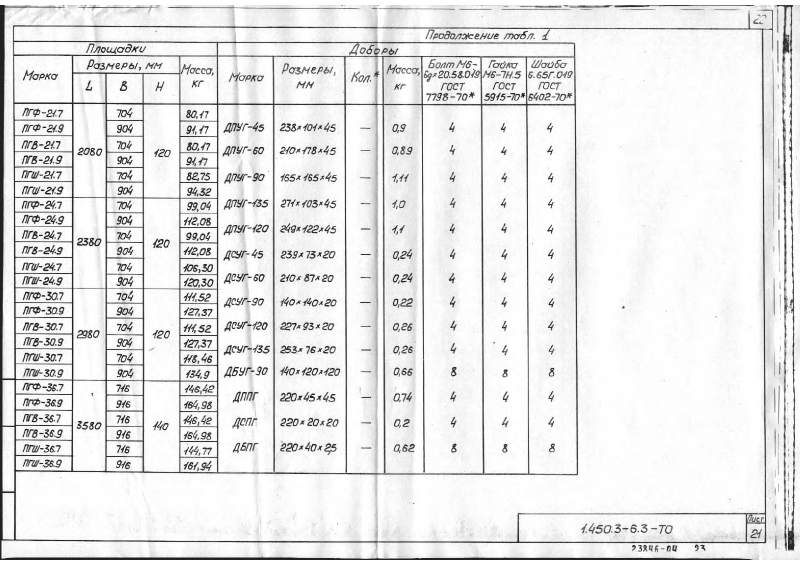 22
Продолжение табл. 1
Площадки Доборы
Марка Размеры, мм Масса, кг Марка Размеры, мм Кол.* Масса, кг Болт М6-6g×20.58.019 ГОСТ 7798-70* Гайка М6-7Н.5 ГОСТ 5915-70* Шайба 6.65Г.019 ГОСТ 6402-70*
L B H
ПГФ-21.7 2080 704 120 80,17
ПГФ-21.9 904 91,17 ДПУГ-45 238×101×45 — 0,9 4 4 4
ПГВ-21.7 704 80,17 ДПУГ-60 210×178×45 — 0,89 4 4 4
ПГВ-21.9 904 91,17
ПГШ-21.7 704 82,75 ДПУГ-90 165×165×45 — 1,11 4 4 4
ПГШ-21.9 904 94,32
ПГФ-24.7 2380 704 120 99,04 ДПУГ-135 271×103×45 — 1,0 4 4 4
ПГФ-24.9 904 112,08
ПГВ-24.7 704 99,04 ДПУГ-120 249×122×45 — 1,1 4 4 4
ПГВ-24.9 904 112,08 ДСУГ-45 239×73×20 — 0,24 4 4 4
ПГШ-24.7 704 106,30
ПГШ-24.9 904 120,30 ДСУГ-60 210×87×20 — 0,24 4 4 4
ПГФ-30.7 2980 704 120 111,52 ДСУГ-90 140×140×20 — 0,22 4 4 4
ПГФ-30.9 904 127,37
ПГВ-30.7 704 111,52 ДСУГ-120 227×93×20 — 0,26 4 4 4
ПГВ-30.9 904 127,37 ДСУГ-135 253×76×20 — 0,26 4 4 4
ПГШ-30.7 704 118,46
ПГШ-30.9 904 134,9 ДБУГ-90 140×120×120 — 0,66 8 8 8
ПГФ-36.7 3580 716 140 146,42
ПГФ-36.9 916 164,98 ДППГ 220×45×45 — 0,74 4 4 4
ПГВ-36.7 716 146,42 ДСПГ 220×20×20 — 0,2 4 4 4
ПГВ-36.9 916 164,98
ПГШ-36.7 716 144,77 ДБПГ 220×40×25 — 0,62 8 8 8
ПГШ-36.9 916 161,94
1.450.3-6.3-ТО
Лист
21
23846-04 23